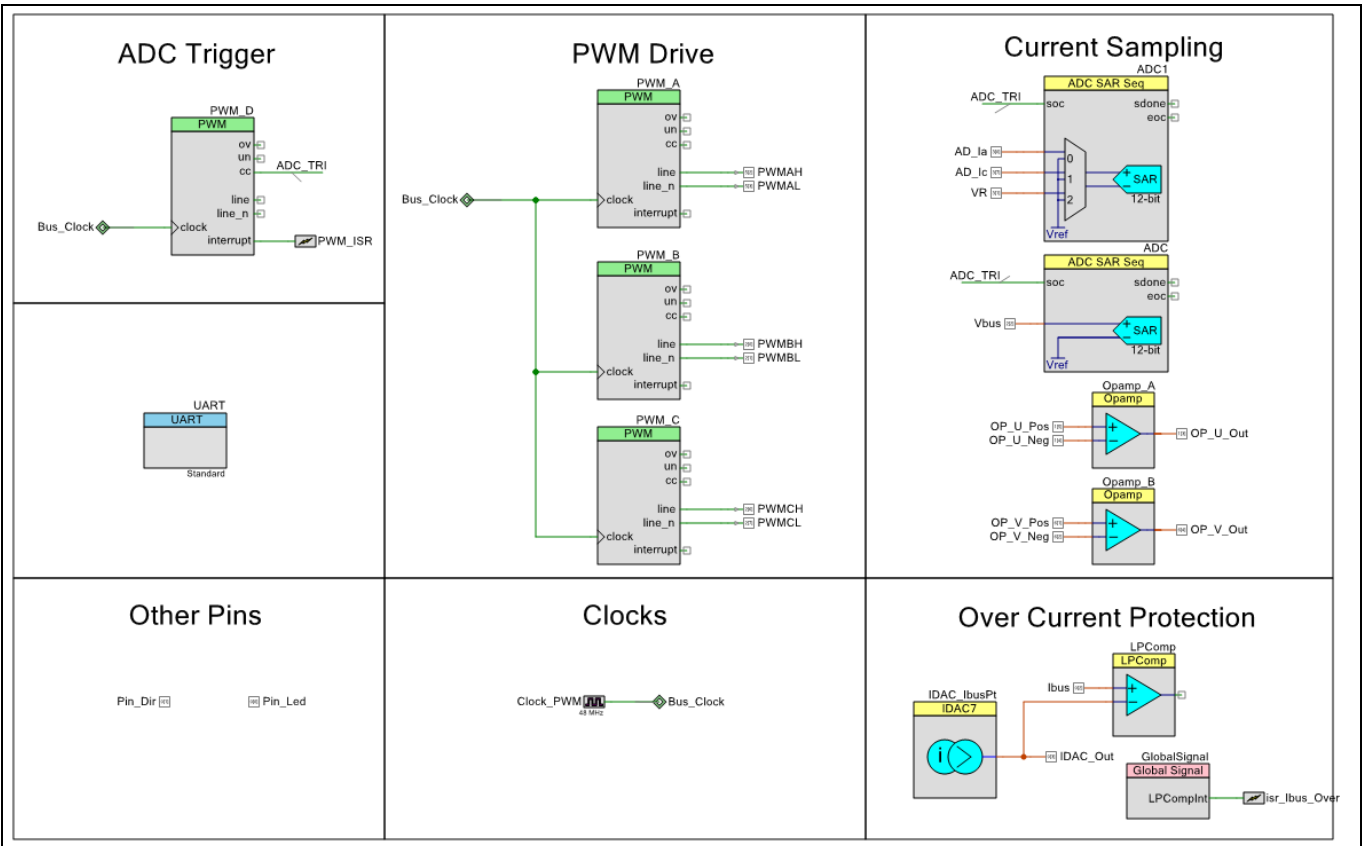 ADC Trigger
PWM_D
PWM
ov
un
cc
ADC_TRI
line
line_n
Bus_Clock
clock
interrupt
PWM_ISR
UART
UART
Standard
Other Pins
Pin_Dir
Pin_Led
PWM Drive
PWM_A
PWM
ov
un
cc
line
PWMAH
line_n
PWMAL
Bus_Clock
clock
interrupt
PWM_B
PWM
ov
un
cc
line
PWMBH
line_n
PWMBL
clock
interrupt
PWM_C
PWM
ov
un
cc
line
PWMCH
line_n
PWMCL
clock
interrupt
Clocks
Clock_PWM
48 MHz
Bus_Clock
Current Sampling
ADC1
ADC SAR Seq
ADC_TRI
soc
sdone
eoc
AD_Ia
0
AD_Ic
1
SAR
VR
2
12-bit
Vref
ADC
ADC SAR Seq
ADC_TRI
soc
sdone
eoc
Vbus
SAR
12-bit
Vref
Opamp_A
Opamp
OP_U_Pos
OP_U_Neg
OP_U_Out
Opamp_B
Opamp
OP_V_Pos
OP_V_Neg
OP_V_Out
Over Current Protection
LPComp
LPComp
Ibus
IDAC_IbusPt
IDAC7
i
IDAC_Out
GlobalSignal
Global Signal
LPCompInt
isr_Ibus_Over